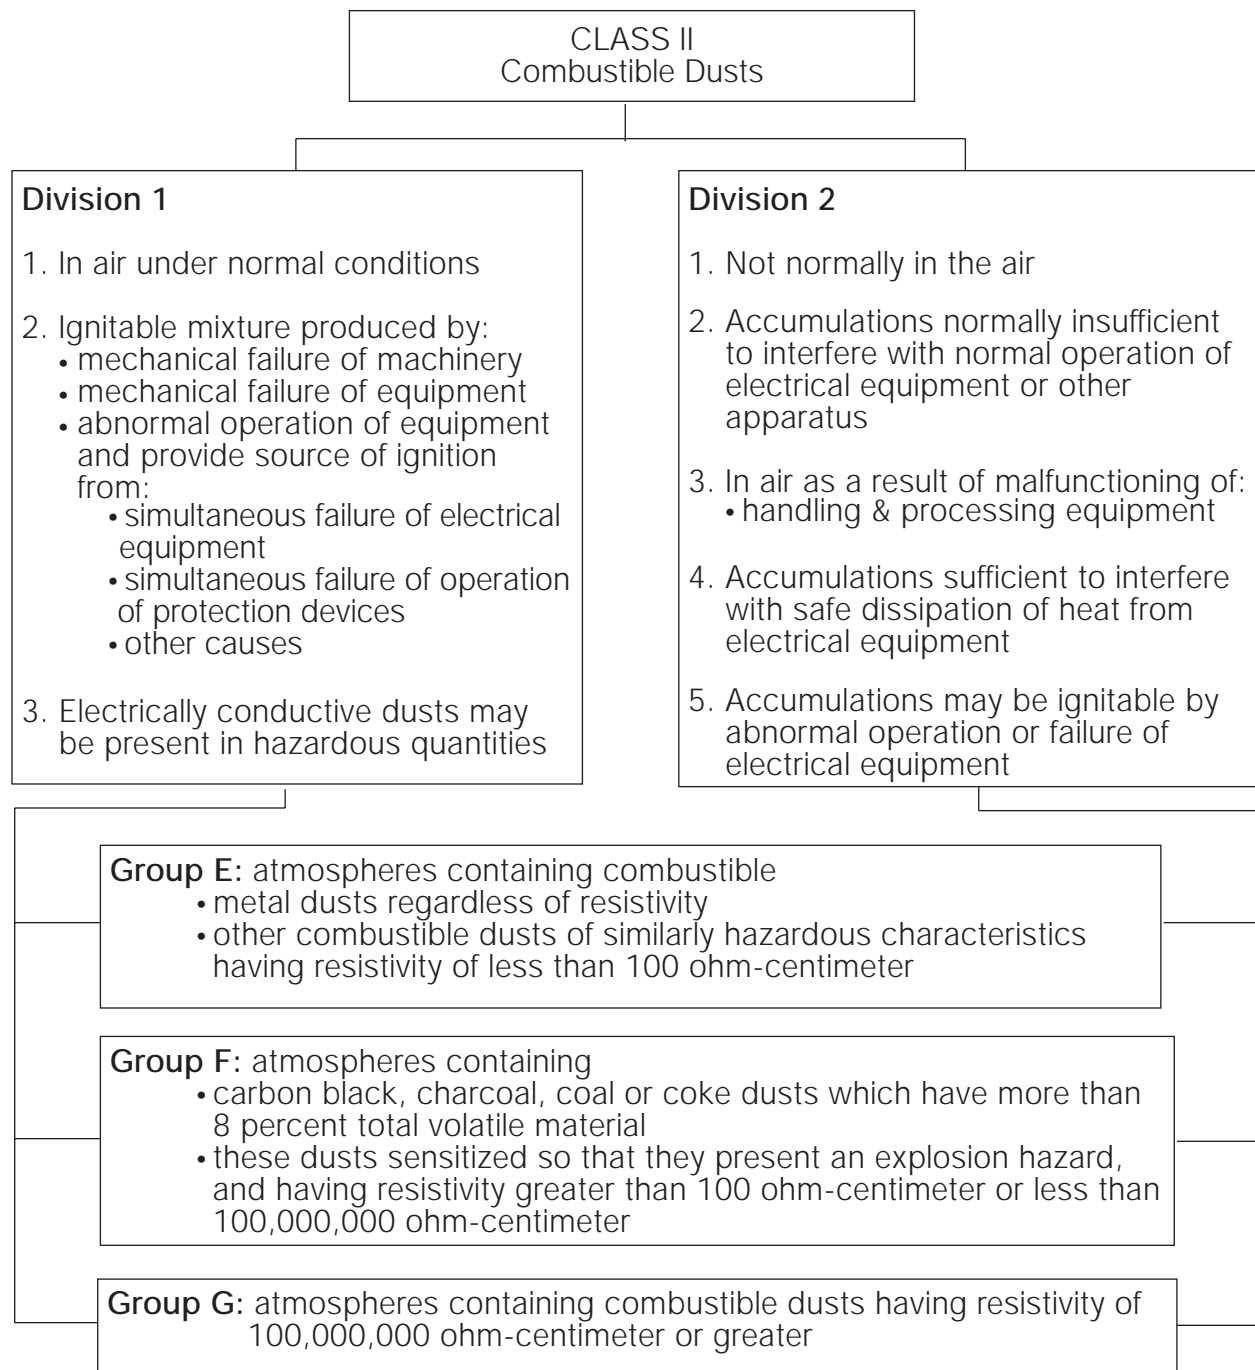 CLASS II
Combustible Dusts
Division 1
1. In air under normal conditions
2. Ignitable mixture produced by:
• mechanical failure of machinery
• mechanical failure of equipment
• abnormal operation of equipment
and provide source of ignition
from:
• simultaneous failure of electrical
equipment
• simultaneous failure of operation
of protection devices
• other causes
3. Electrically conductive dusts may
be present in hazardous quantities
Division 2
1. Not normally in the air
2. Accumulations normally insufficient
to interfere with normal operation of
electrical equipment or other
apparatus
3. In air as a result of malfunctioning of:
• handling & processing equipment
4. Accumulations sufficient to interfere
with safe dissipation of heat from
electrical equipment
5. Accumulations may be ignitable by
abnormal operation or failure of
electrical equipment
Group E: atmospheres containing combustible
• metal dusts regardless of resistivity
• other combustible dusts of similarly hazardous characteristics
having resistivity of less than 100 ohm-centimeter
Group F: atmospheres containing
• carbon black, charcoal, coal or coke dusts which have more than
8 percent total volatile material
• these dusts sensitized so that they present an explosion hazard,
and having resistivity greater than 100 ohm-centimeter or less than
100,000,000 ohm-centimeter
Group G: atmospheres containing combustible dusts having resistivity of
100,000,000 ohm-centimeter or greater